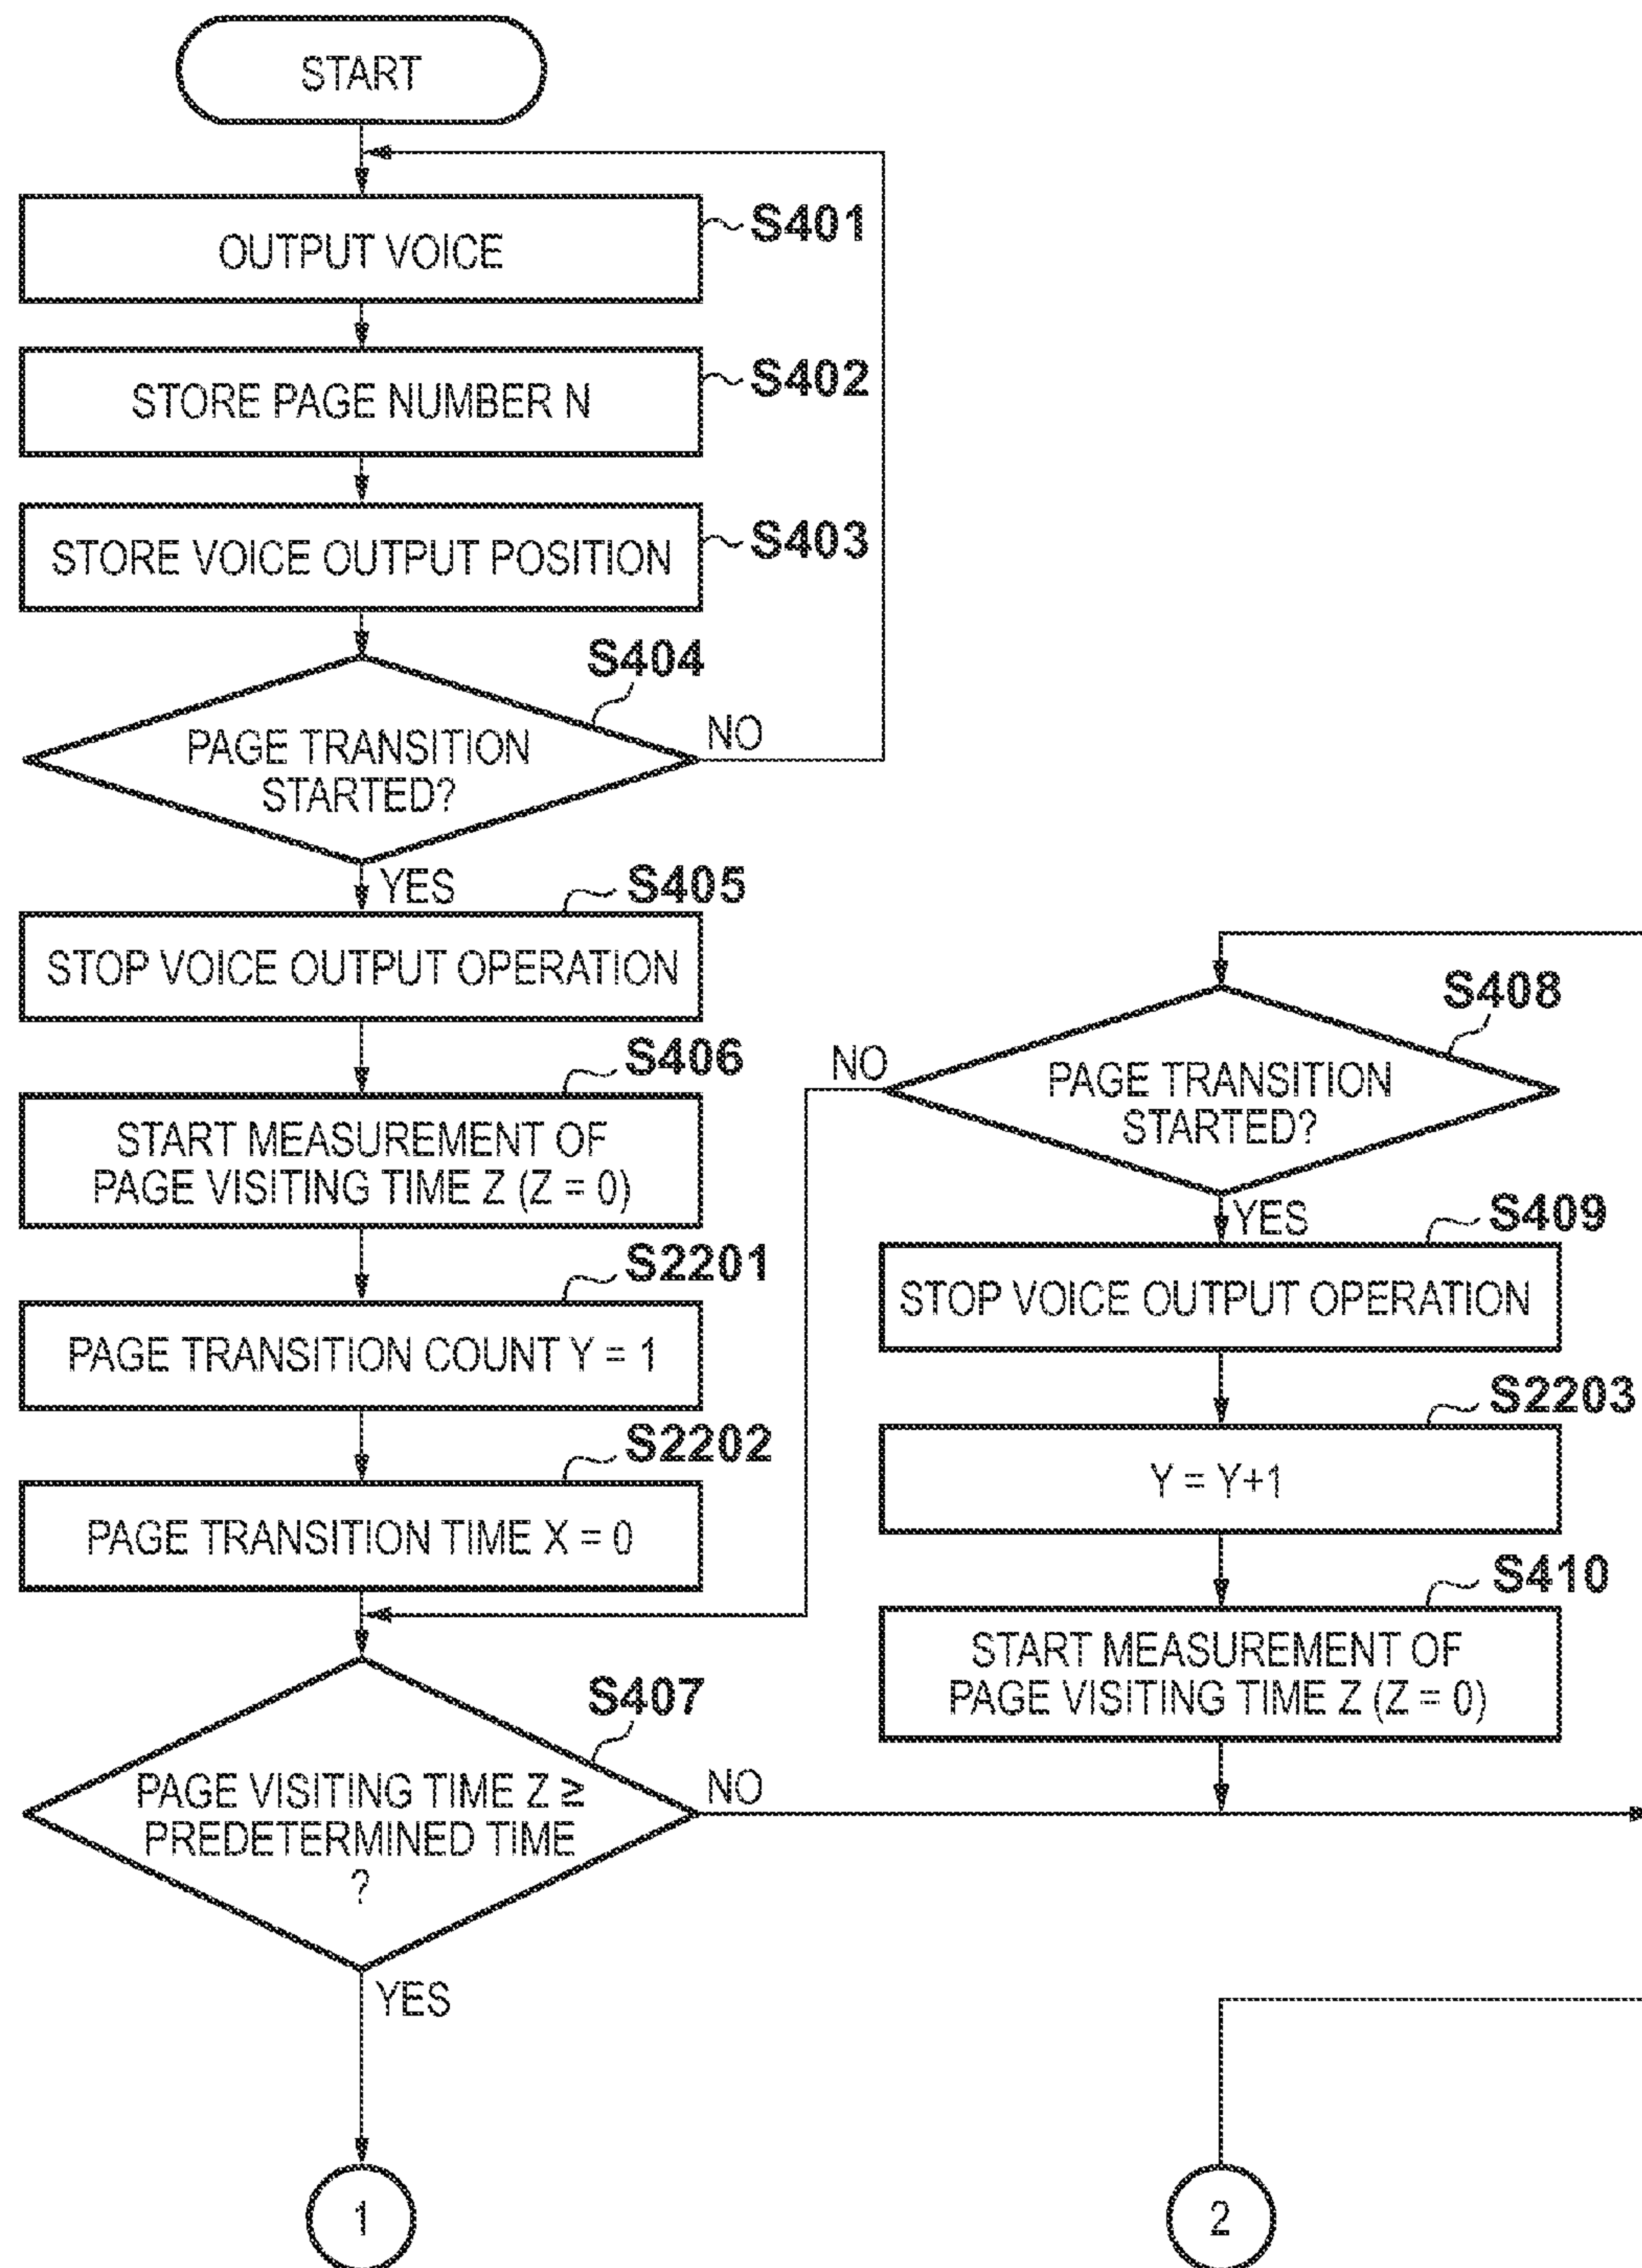 START
OUTPUT VOICE
S401
STORE PAGE NUMBER N
S402
STORE VOICE OUTPUT POSITION
S403
S404
PAGE TRANSITION
STARTED?
NO
YES
S405
STOP VOICE OUTPUT OPERATION
S406
START MEASUREMENT OF
PAGE VISITING TIME Z (Z = 0)
S2201
PAGE TRANSITION COUNT Y = 1
S2202
PAGE TRANSITION TIME X = 0
S407
PAGE VISITING TIME Z ≥
PREDETERMINED TIME
?
NO
YES
1
S408
PAGE TRANSITION
STARTED?
NO
YES
S409
STOP VOICE OUTPUT OPERATION
S2203
Y = Y+1
S410
START MEASUREMENT OF
PAGE VISITING TIME Z (Z = 0)
2